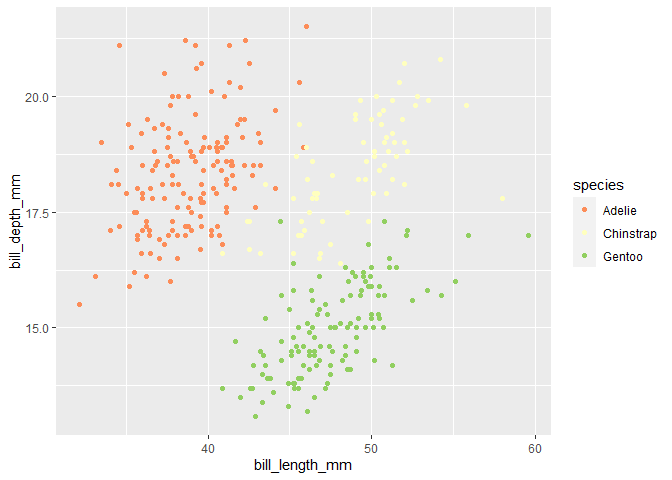 20.0
17.5
15.0
bill_depth_mm
40
50
60
bill_length_mm
species
Adelie
Chinstrap
Gentoo